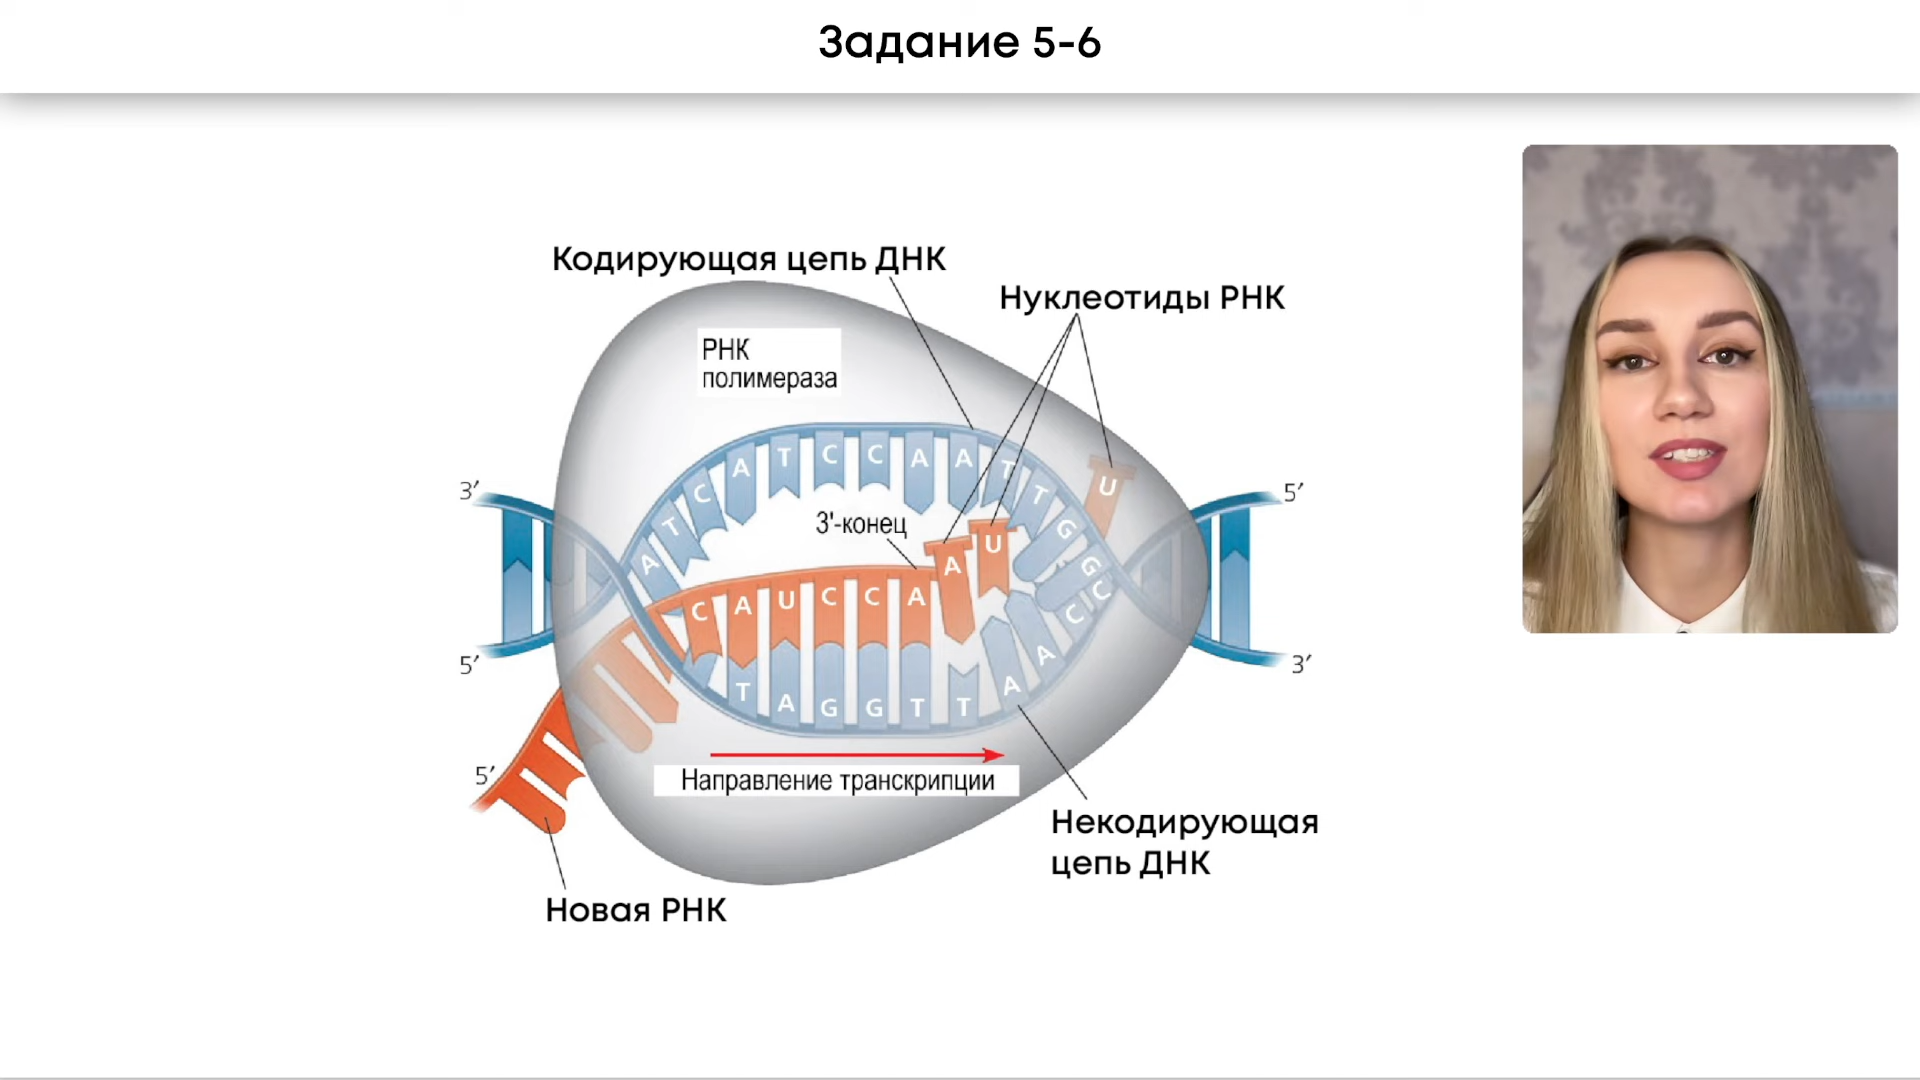 Задание 5-6
Кодирующая цепь ДНК
Нуклеотиды РНК
РНК
полимераза
3′
5′
A T C A T C C A A T T G G
U
3'-конец
A U
C A U C C A
C
C
A
A
T A G G T T
5′
3′
5′
Направление транскрипции
Некодирующая
цепь ДНК
Новая РНК